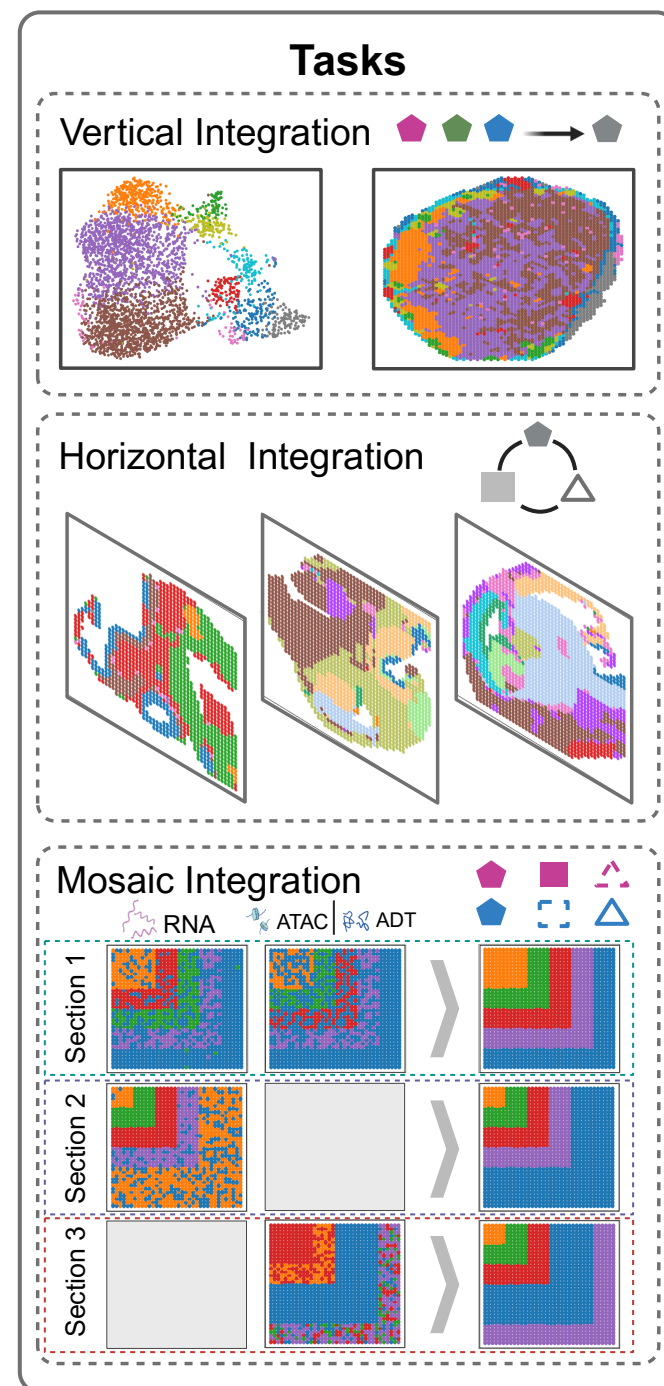 Tasks
Vertical Integration
Horizontal Integration
Mosaic Integration
RNA ATAC ADT
Section 1
Section 2
Section 3